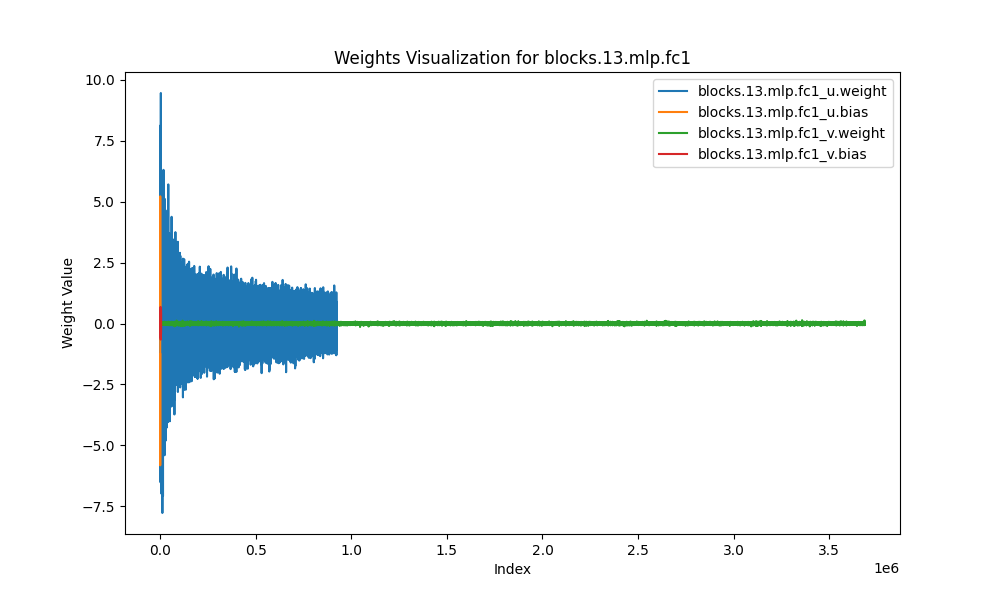 Weights Visualization for blocks.13.mlp.fc1
10.0
7.5
5.0
2.5
0.0
−2.5
−5.0
−7.5
Weight Value
blocks.13.mlp.fc1_u.weight
blocks.13.mlp.fc1_u.bias
blocks.13.mlp.fc1_v.weight
blocks.13.mlp.fc1_v.bias
0.0 0.5 1.0 1.5 2.0 2.5 3.0 3.5
1e6
Index